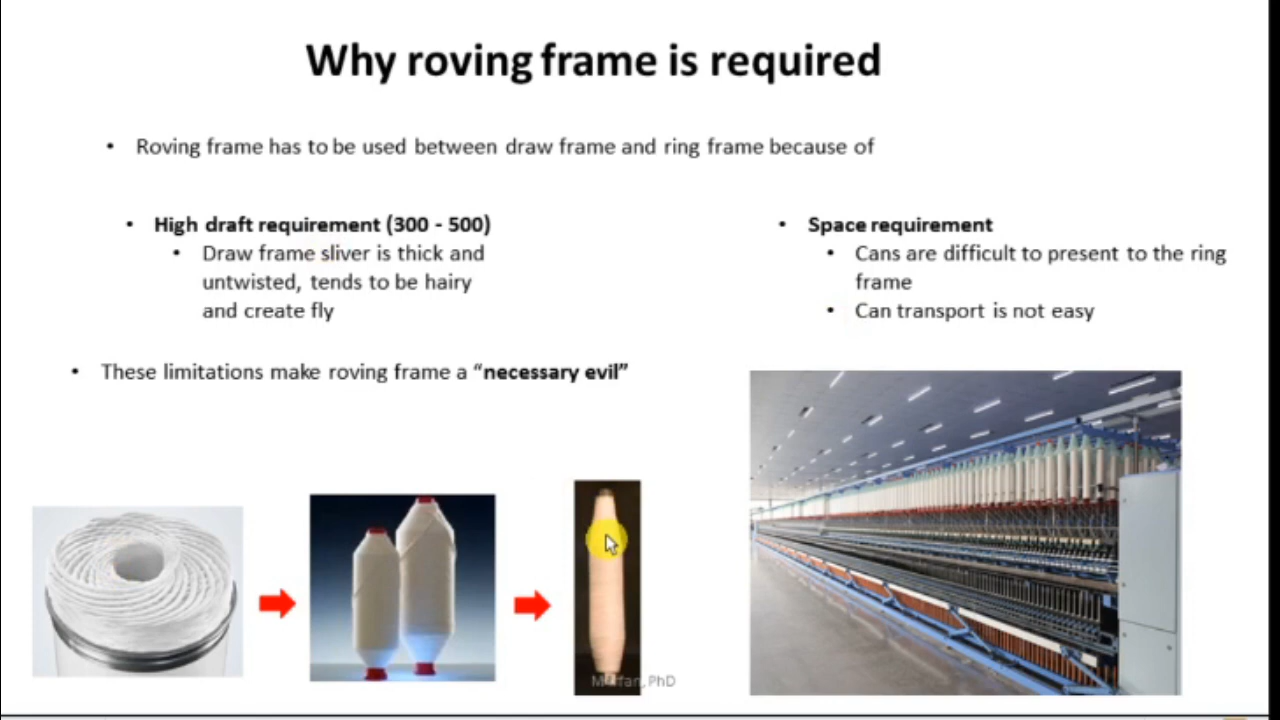 Why roving frame is required
• Roving frame has to be used between draw frame and ring frame because of
• High draft requirement (300 - 500)
• Draw frame sliver is thick and
untwisted, tends to be hairy
and create fly
• Space requirement
• Cans are difficult to present to the ring
frame
• Can transport is not easy
• These limitations make roving frame a “necessary evil”
PhD